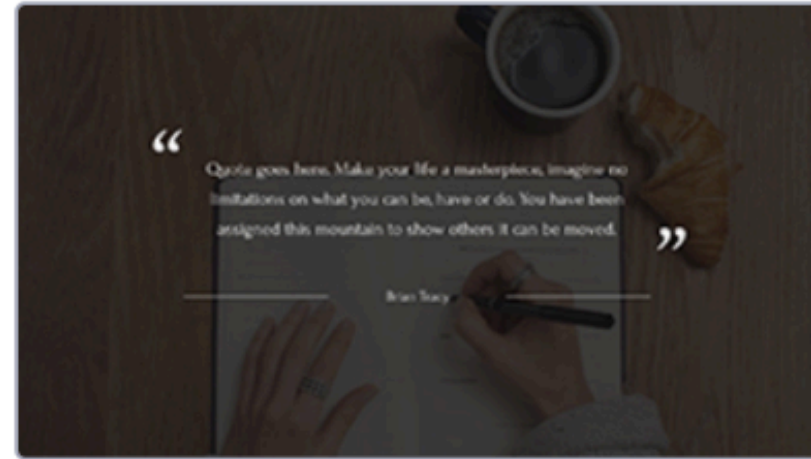 “
Quote goes here. Make your life a masterpiece, imagine no
limitations on what you can be, have or do. You have been
assigned this mountain to show others it can be moved.
”
Brian Tracy